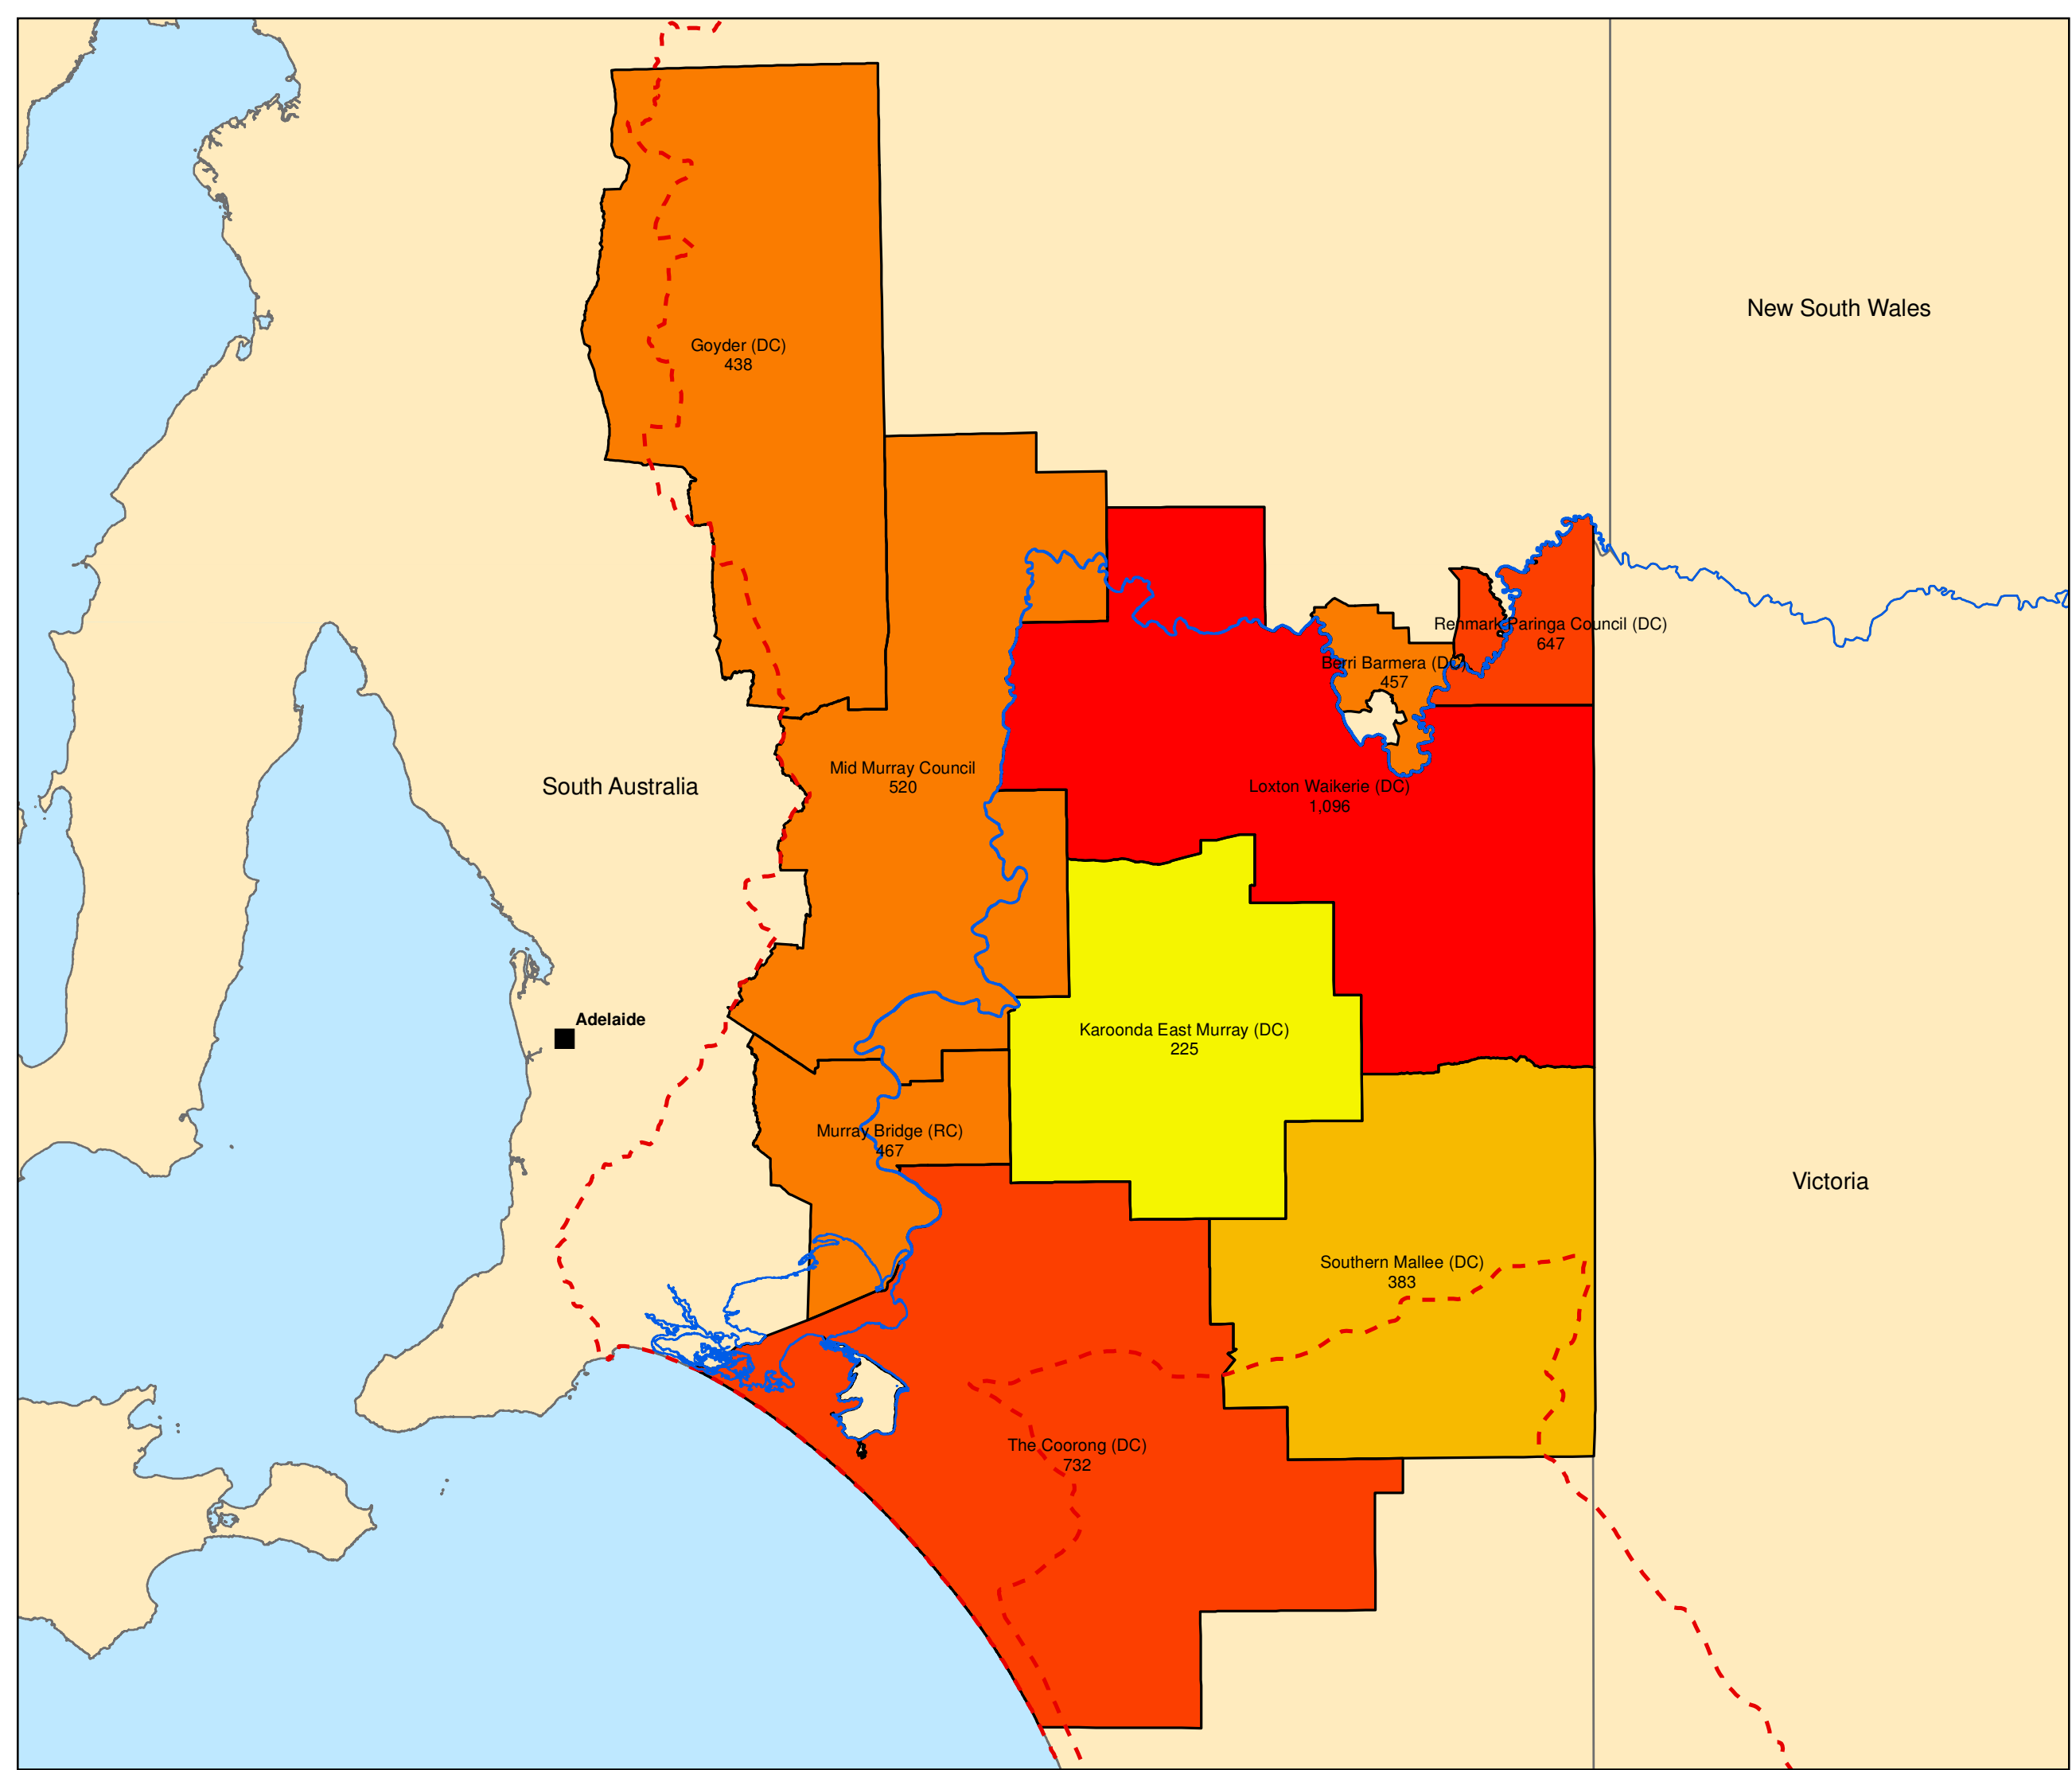 New South Wales
Goyder (DC)
438
Renmark Paringa Council (DC)
647
Berri Barmera (DC)
457
Mid Murray Council
520
South Australia
Loxton Waikerie (DC)
1,096
Adelaide
Karoonda East Murray (DC)
225
Murray Bridge (RC)
467
Victoria
Southern Mallee (DC)
383
The Coorong (DC)
732